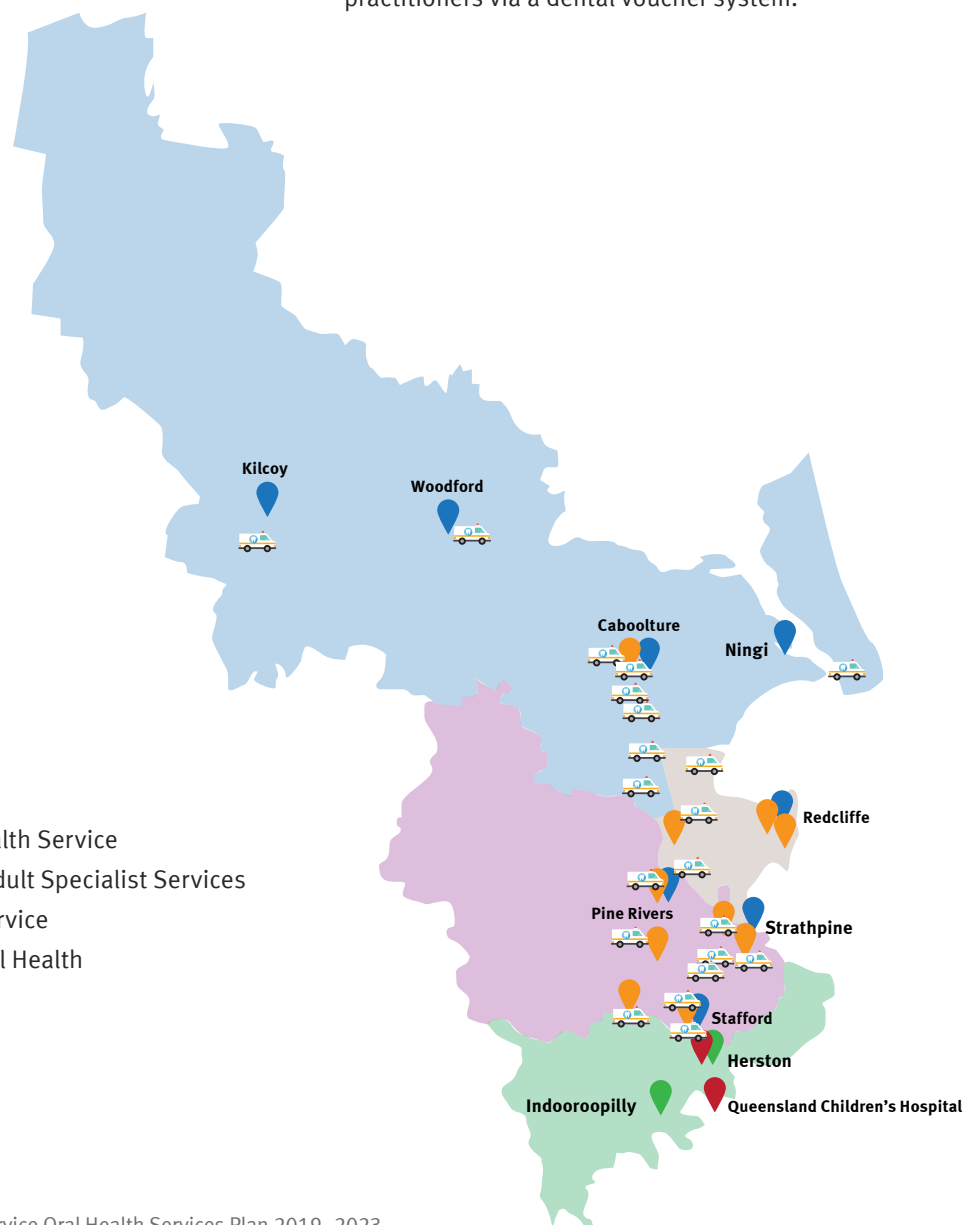 practitioners via a dental voucher system.
Kilcoy
Woodford
Caboolture
Ningi
Redcliffe
Pine Rivers
Strathpine
Stafford
Herston
Indooroopilly
Queensland Children's Hospital
alth Service
dult Specialist Services
rvice
l Health
rvice Oral Health Services Plan 2019–2023